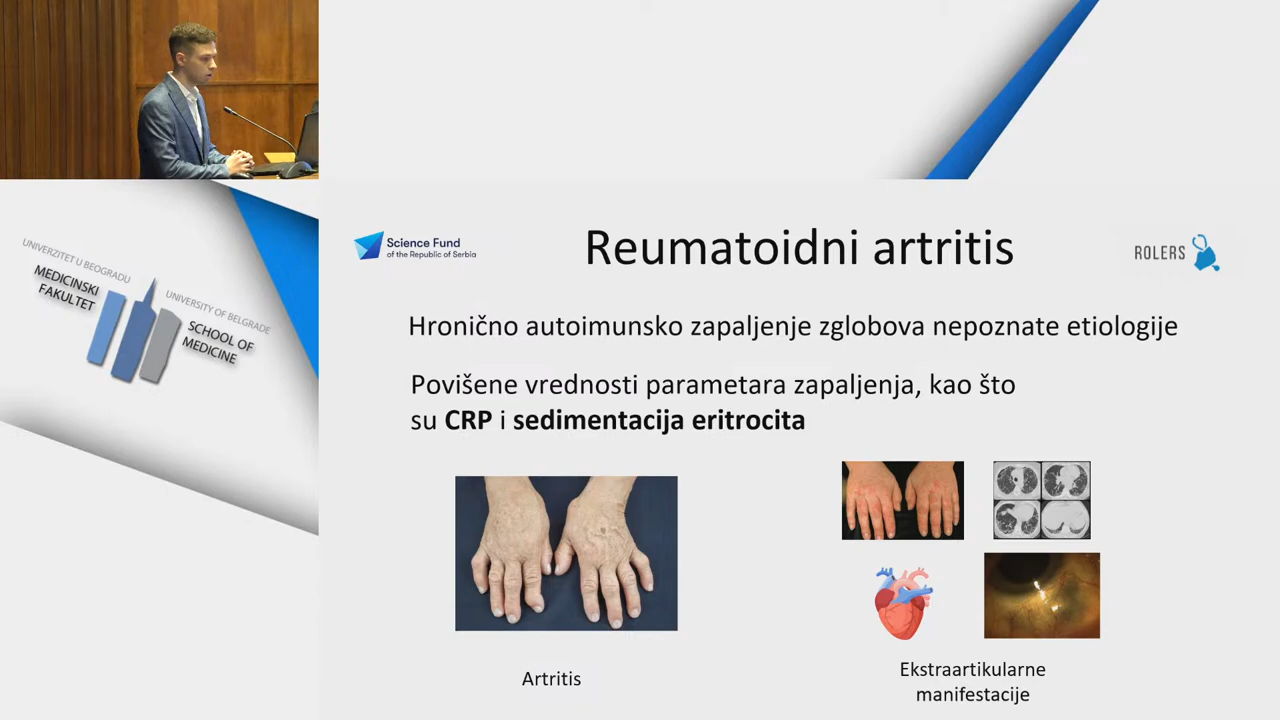 UNIVERZITET U BEOGRADU
MEDICINSKI
FAKULTET
UNIVERSITY OF BELGRADE
SCHOOL OF
MEDICINE
Science Fund
of the Republic of Serbia
Reumatoidni artritis
ROLERS
Hronično autoimunsko zapaljenje zglobova nepoznate etiologije
Povišene vrednosti parametara zapaljenja, kao što
su CRP i sedimentacija eritrocita
Artritis
Ekstraartikularne
manifestacije